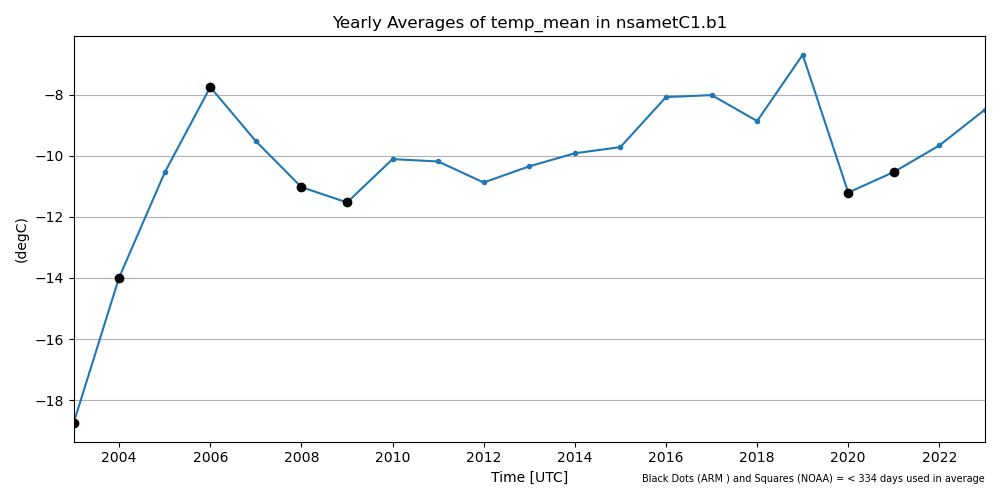 Yearly Averages of temp_mean in nsametC1.b1
−8
−10
−12
−14
−16
−18
(degC)
2004 2006 2008 2010 2012 2014 2016 2018 2020 2022
Time [UTC]
Black Dots (ARM ) and Squares (NOAA) = < 334 days used in average